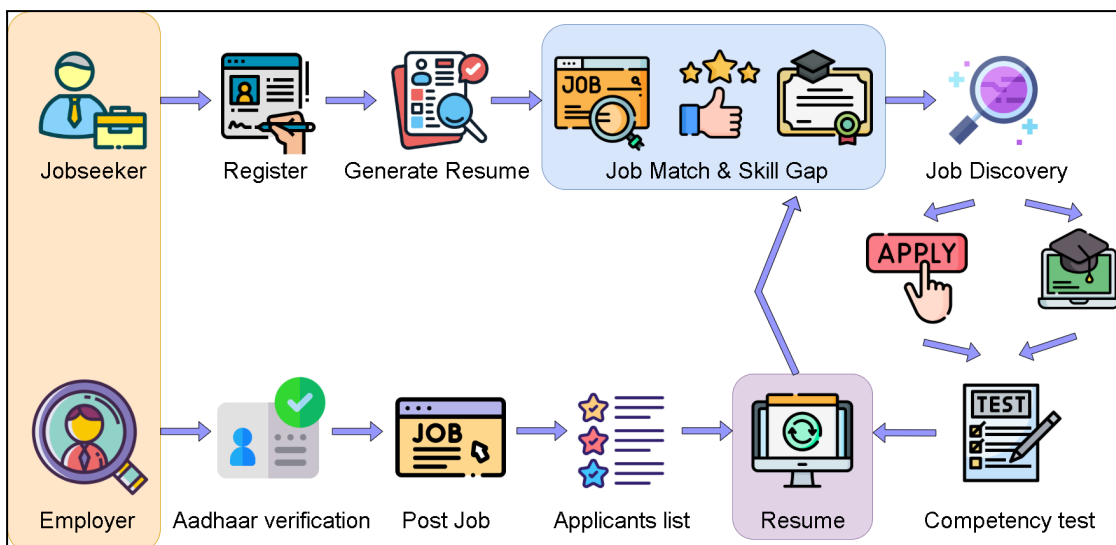 JOB
Jobseeker
Register
Generate Resume
Job Match & Skill Gap
Job Discovery
APPLY
JOB
TEST
Employer
Aadhaar verification
Post Job
Applicants list
Resume
Competency test